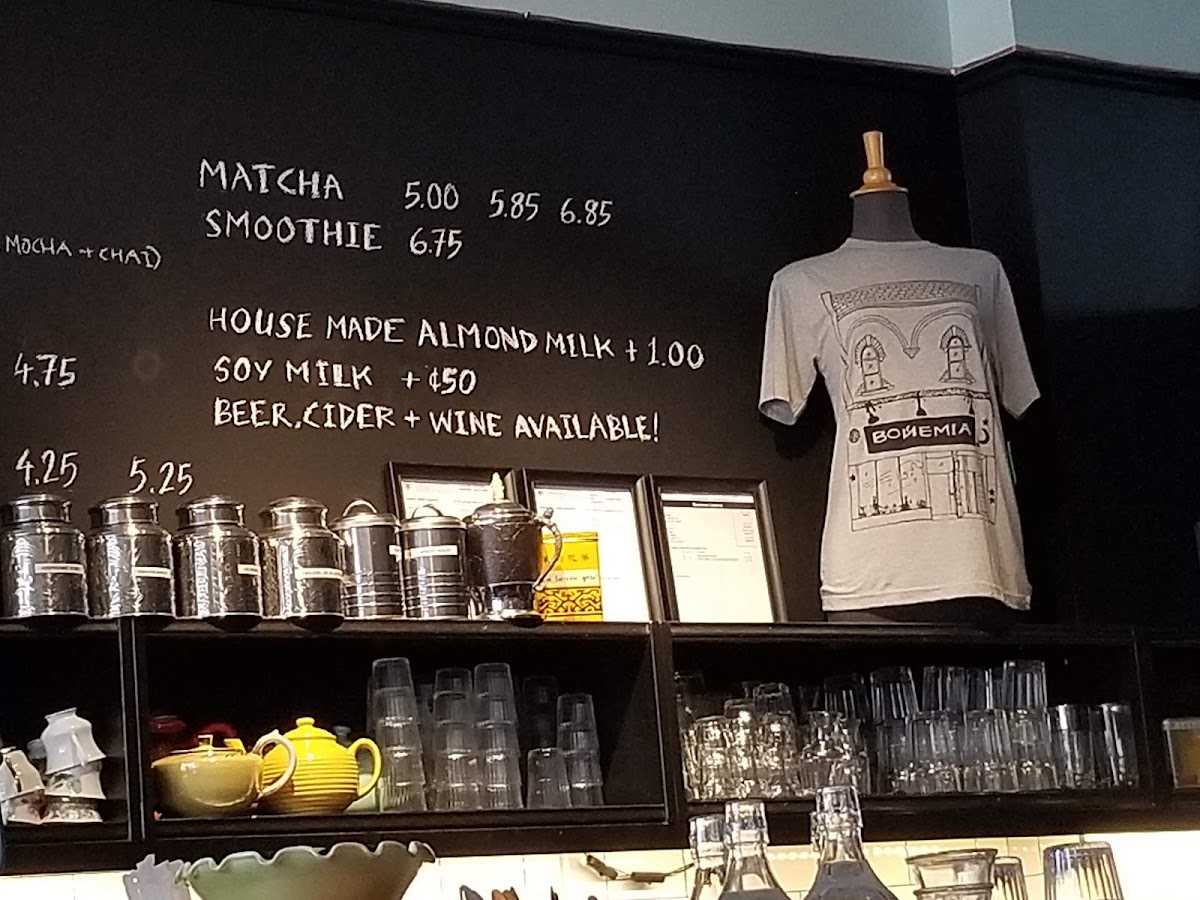 MATCHA 5.00 5.85 6.85
SMOOTHIE 6.75
MOCHA + CHAI)
HOUSE MADE ALMOND MILK + 1.00
4.75
SOY MILK + ¢50
BEER, CIDER + WINE AVAILABLE!
4.25 5.25
BOHEMIA